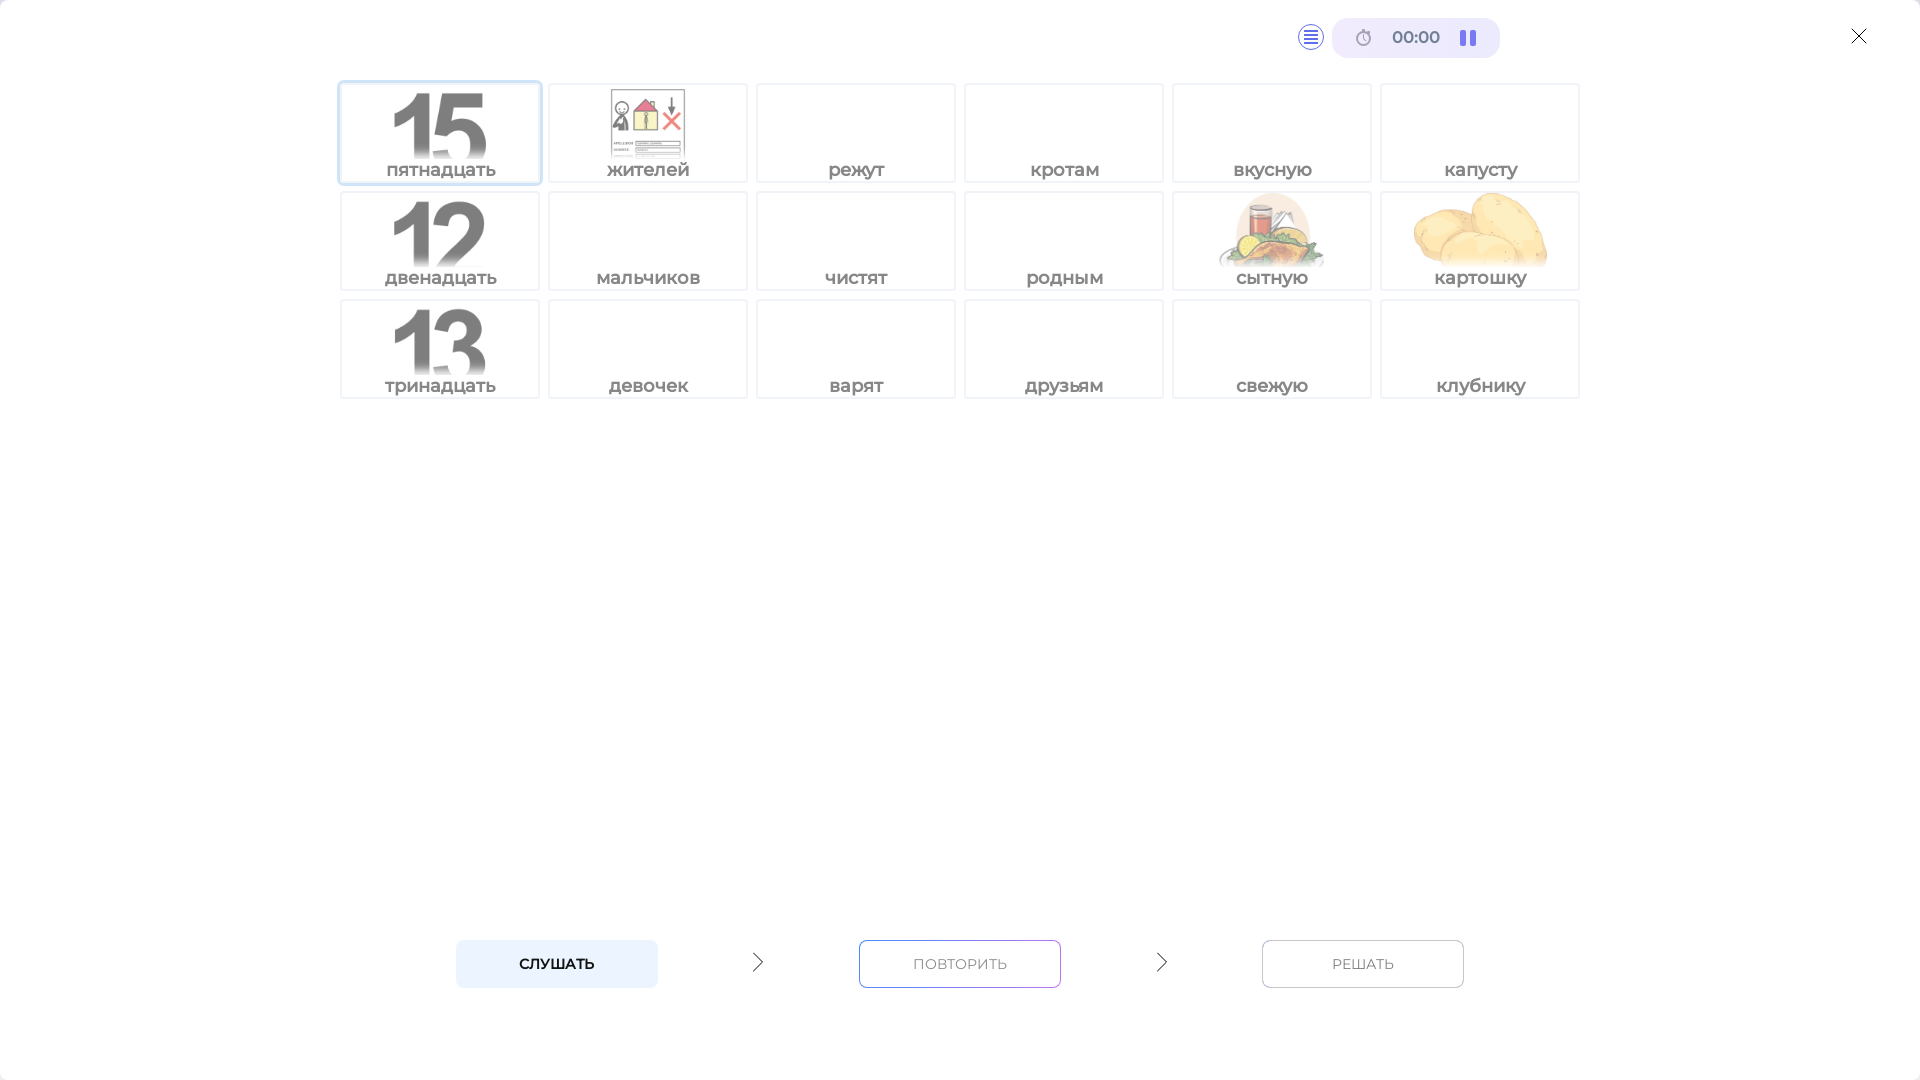 00:00
15
пятнадцать жителей режут кротам вкусную капусту
12
двенадцать мальчиков чистят родным сытную картошку
13
тринадцать девочек варят друзьям свежую клубнику
СЛУШАТЬ ПОВТОРИТЬ РЕШАТЬ